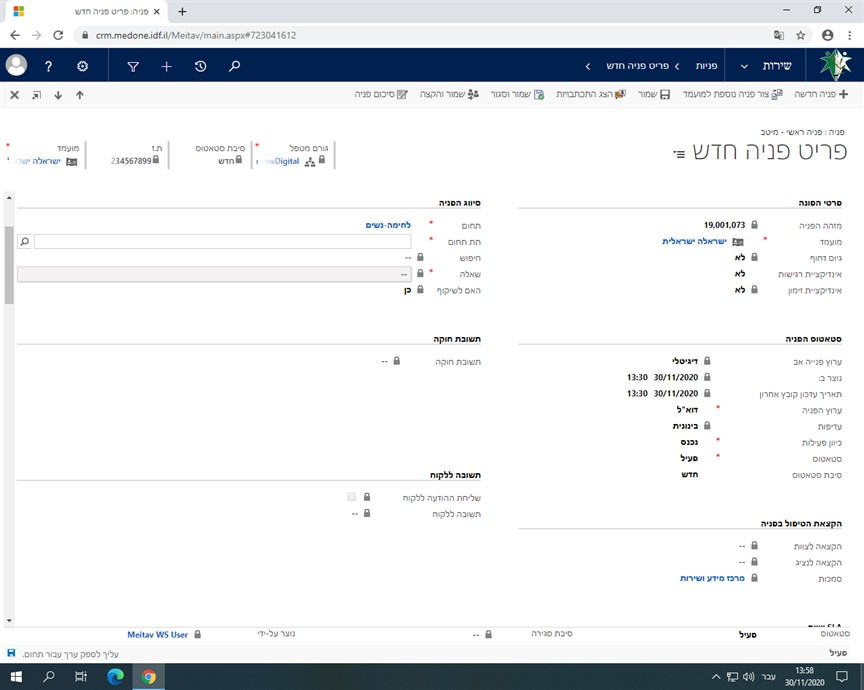 פניה: פריט פניה חדש
crm.medone.idf.il/Meitav/main.aspx#723041612
שירות
פניות
פריט פניה חדש
פניה חדשה
צור פניה נוספת למועמד
שמור
הצג התכתבויות
שמור וסגור
שמור והקצה
סיכום פניה
פניה : פניה ראשי - מיטב
פריט פניה חדש
גורם מטפל
ewDigital
סיבת סטאטוס
חדש
ת.ז
234567899
מועמד
ישראלה ישר
פרטי הפונה
מזהה הפניה 19,001,073
מועמד * ישראלה ישראלית
גיוס דחוף לא
אינדיקציית רגישות לא
אינדיקציית זימון לא
סיווג הפניה
תחום * לחימה-נשים
תת תחום *
חיפוש --
שאלה * --
האם לשיקוף כן
סטאטוס הפניה
ערוץ פנייה אב דיגיטלי
נוצר ב: 30/11/2020 13:30
תאריך עדכון קובץ אחרון 30/11/2020 13:30
ערוץ הפניה * דוא"ל
עדיפות בינונית
כיוון פעילות * נכנס
סטאטוס * פעיל
סיבת סטאטוס חדש
תשובת חוקה
תשובת חוקה --
תשובה ללקוח
שליחת ההודעה ללקוח
תשובה ללקוח --
הקצאת הטיפול בפניה
הקצאה לצוות --
הקצאה לנציג --
סמכות מרכז מידע ושירות
סטאטוס פעיל
סיבת סגירה --
נוצר על-ידי Meitav WS User
פעיל
עליך לספק ערך עבור תחום.
עבר
13:58
30/11/2020